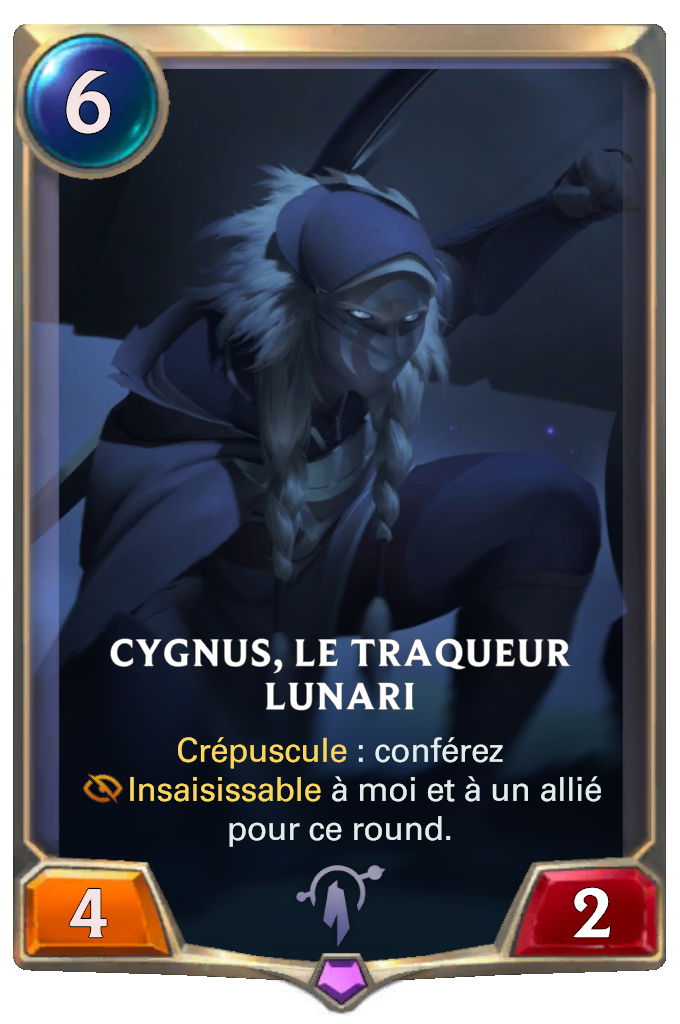 6
CYGNUS, LE TRAQUEUR
LUNARI
Crépuscule : conférez
Insaisissable à moi et à un allié
pour ce round.
4
2